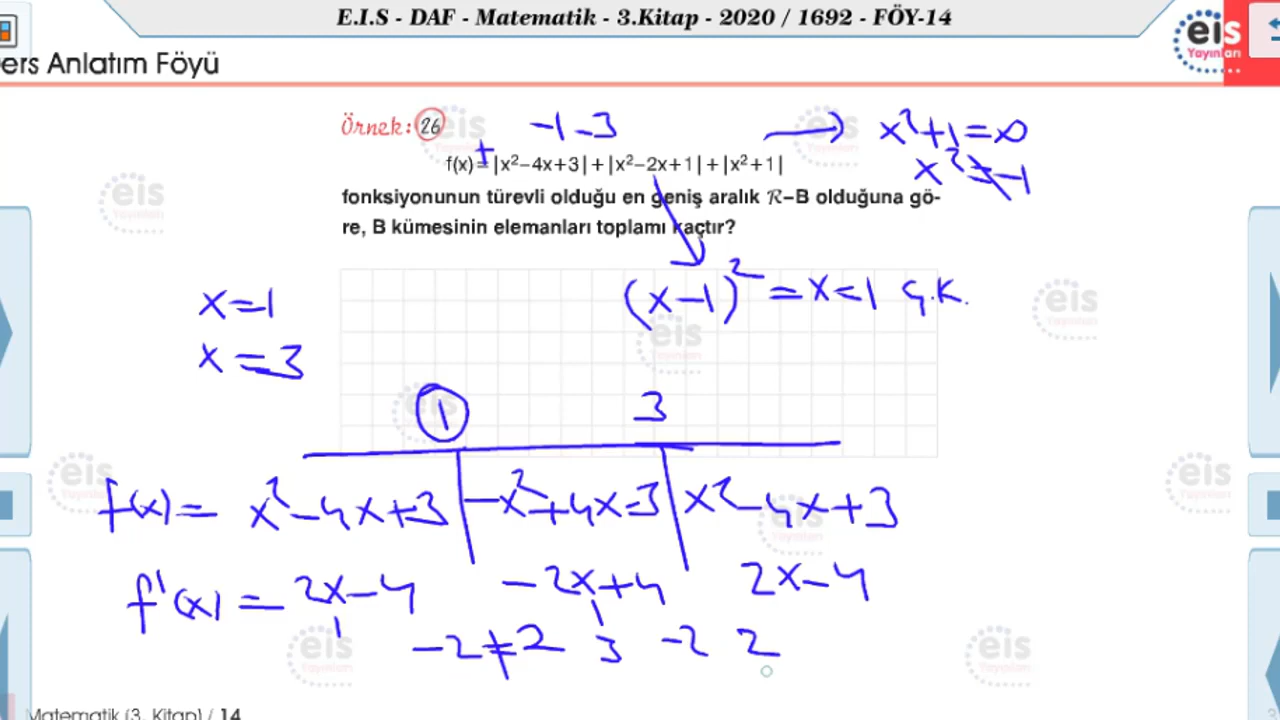 E.I.S - DAF - Matematik - 3.Kitap - 2020 / 1692 - FÖY-14
eis
Yayınları
ers Anlatım Föyü
Örnek: 26
-1 -3
→ x²+1=0
x²≠-1
f(x)=|x²-4x+3|+|x²-2x+1|+|x²+1|
+
fonksiyonunun türevli olduğu en geniş aralık R-B olduğuna gö-
re, B kümesinin elemanları toplamı kaçtır?
x=1
x=3
(x-1)²=x=1 Ç.K.
1 3
f(x)= x²-4x+3 | -x²+4x-3 | x²-4x+3
f'(x)= 2x-4 -2x+4 2x-4
1 -2≠2 3 -2 2
Matematik (3. Kitap) / 14